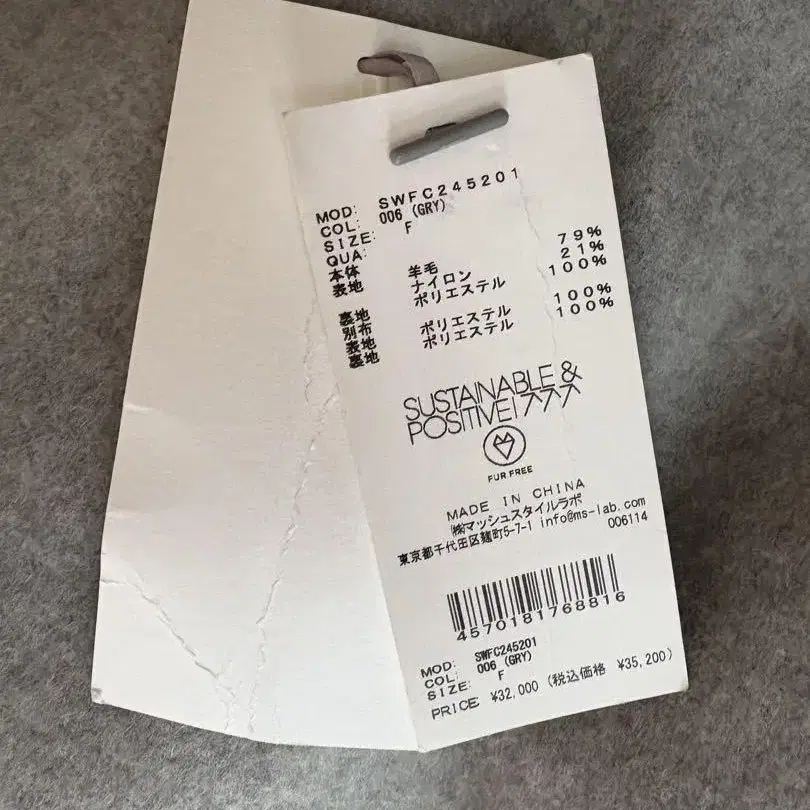 MOD: SWFC245201
COL: 006 (GRY)
SIZE: F
QUA:
本体 羊毛 79%
表地 ナイロン 21%
ポリエステル 100%
裏地
別布 ポリエステル 100%
表地 ポリエステル 100%
裏地
SUSTAINABLE &
POSITIVE!
FUR FREE
MADE IN CHINA
㈱マッシュスタイルラボ
東京都千代田区麹町5-7-1 info@ms-lab.com
006114
4570181768816
MOD: SWFC245201
COL: 006 (GRY)
SIZE: F
PRICE: ¥32,000 (税込価格 ¥35,200)